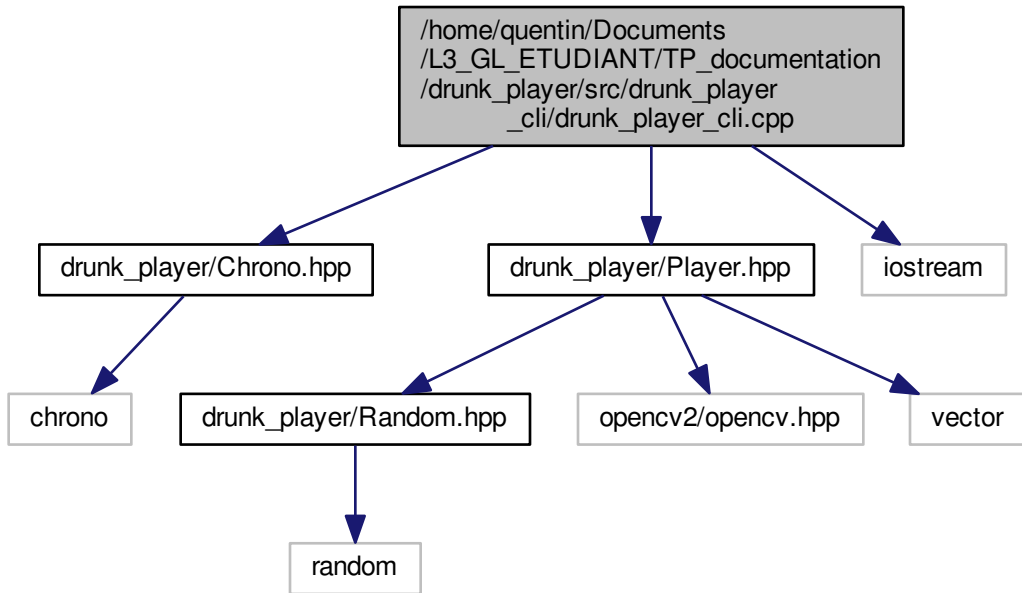 /home/quentin/Documents
/L3_GL_ETUDIANT/TP_documentation
/drunk_player/src/drunk_player
_cli/drunk_player_cli.cpp
drunk_player/Chrono.hpp
drunk_player/Player.hpp
iostream
chrono
drunk_player/Random.hpp
opencv2/opencv.hpp
vector
random